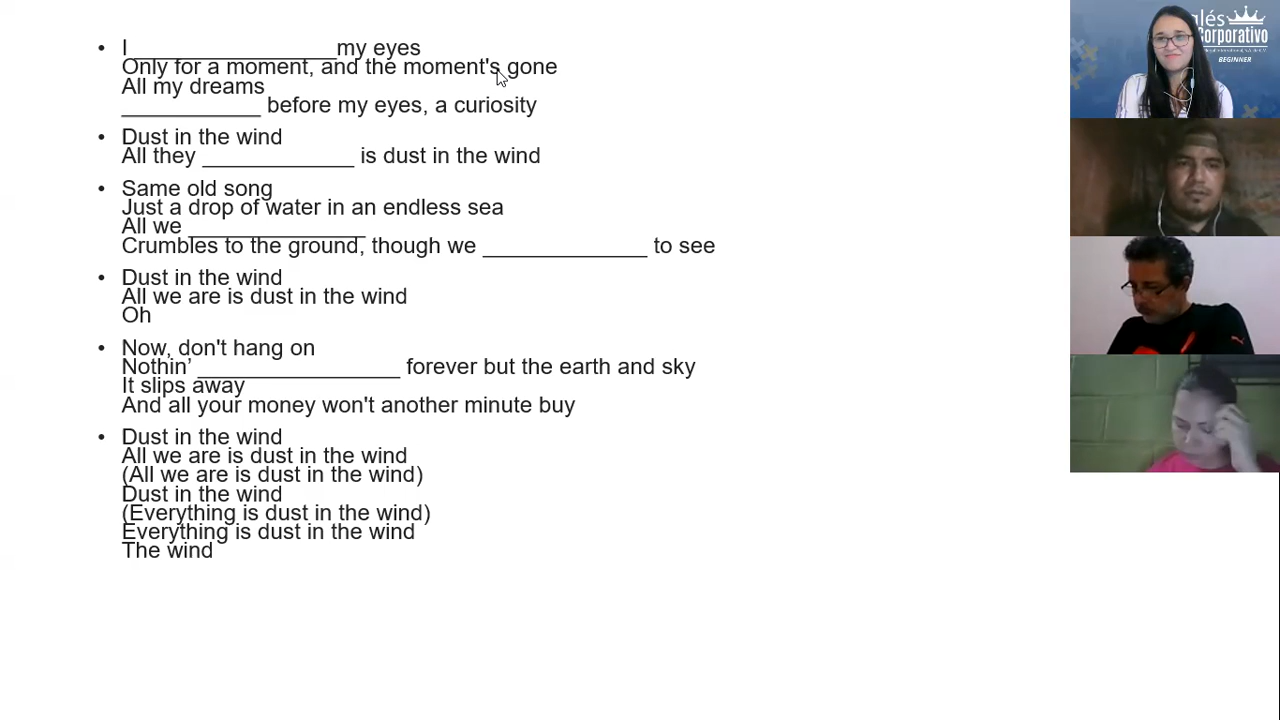 • I _________________ my eyes
Only for a moment, and the moment's gone
All my dreams
____________ before my eyes, a curiosity
• Dust in the wind
All they _____________ is dust in the wind
• Same old song
Just a drop of water in an endless sea
All we _______________
Crumbles to the ground, though we ______________ to see
• Dust in the wind
All we are is dust in the wind
Oh
• Now, don't hang on
Nothin’ _________________ forever but the earth and sky
It slips away
And all your money won't another minute buy
• Dust in the wind
All we are is dust in the wind
(All we are is dust in the wind)
Dust in the wind
(Everything is dust in the wind)
Everything is dust in the wind
The wind
glés
Corporativo
BEGINNER